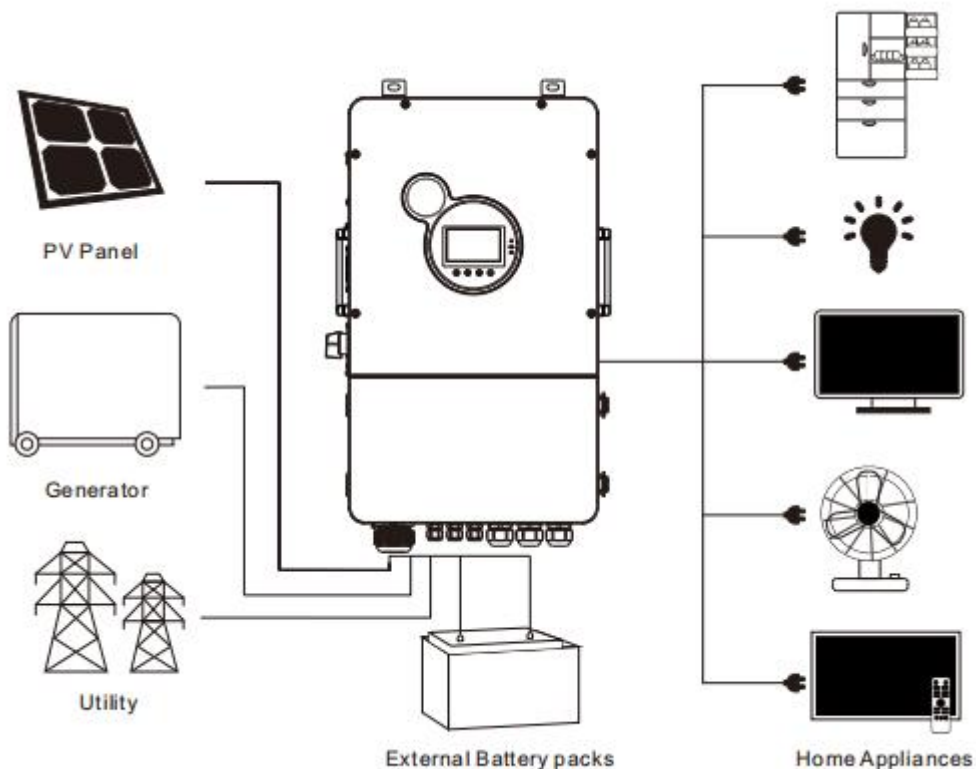 PV Panel
Generator
Utility
External Battery packs
Home Appliances